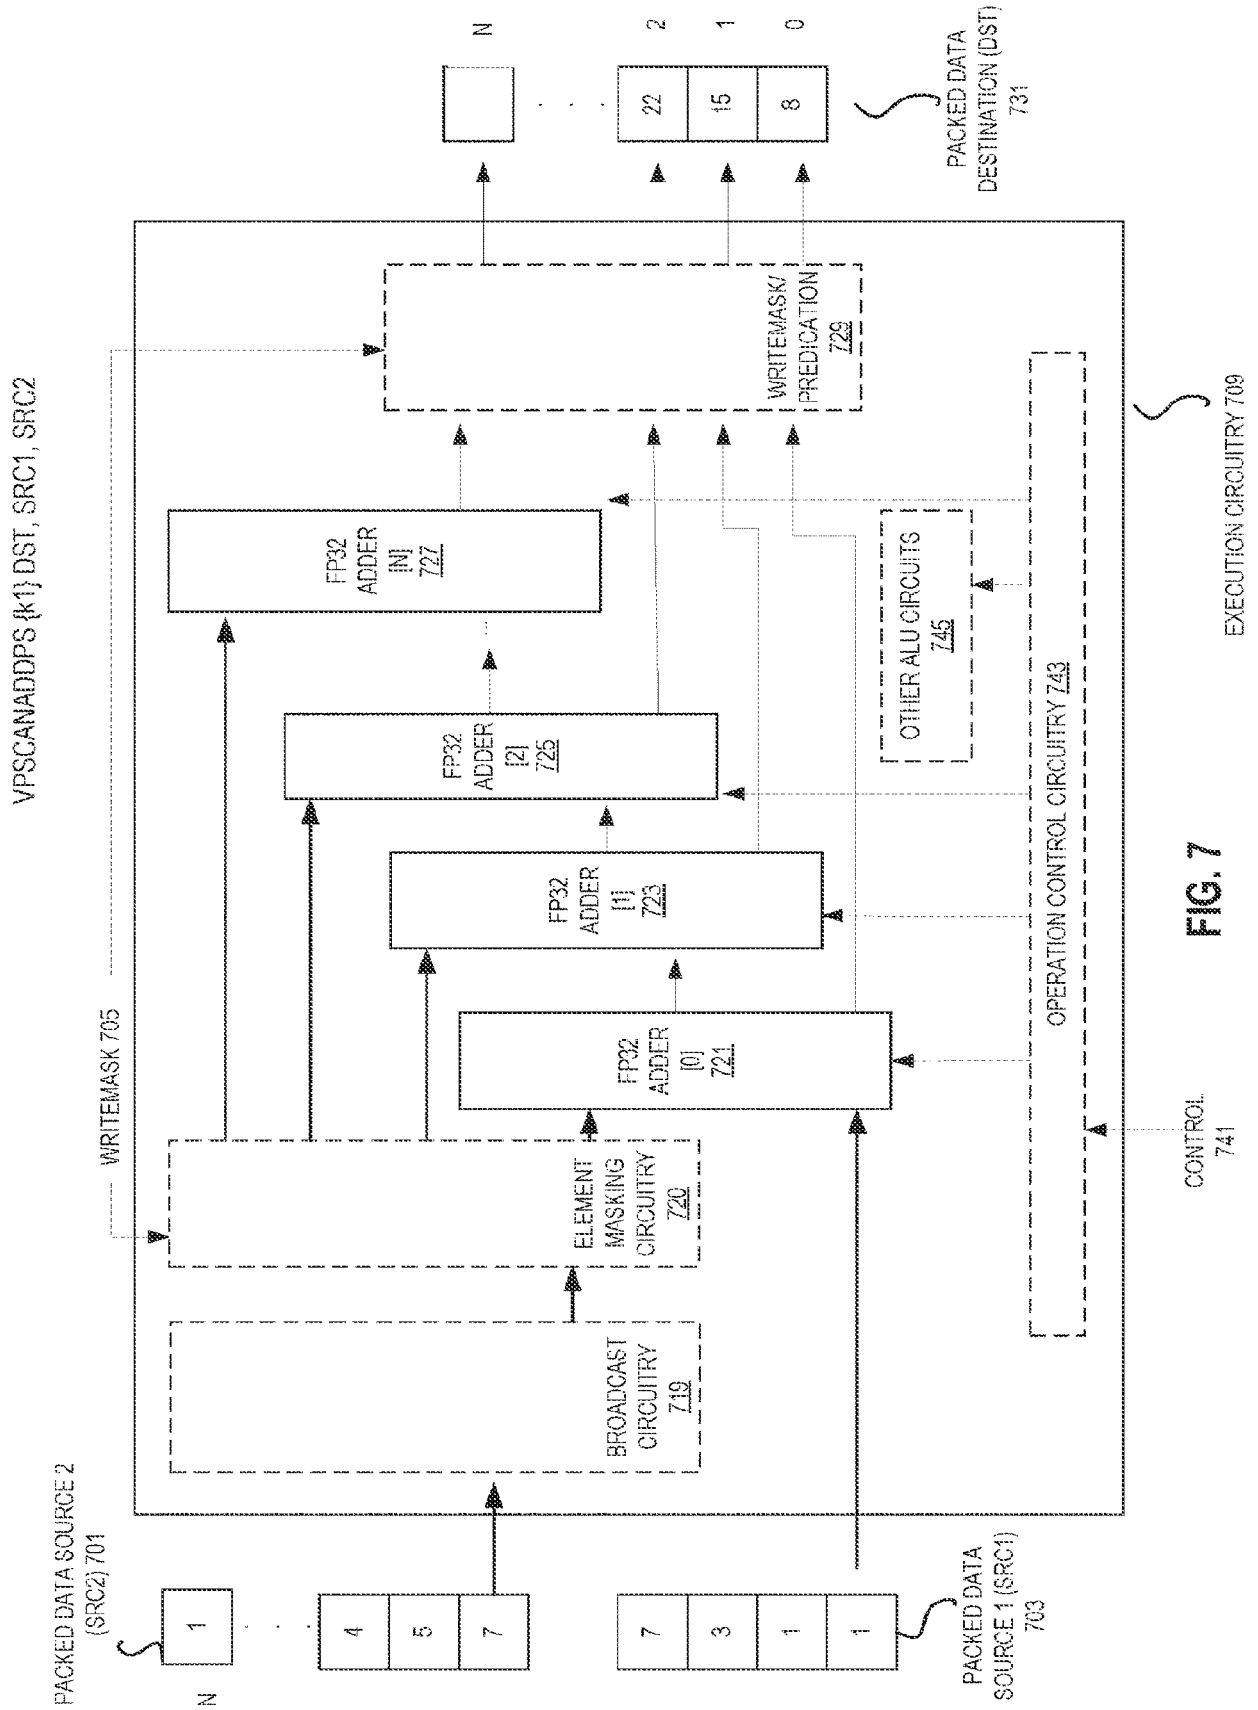 VPSCANADDPS {k1} DST, SRC1, SRC2
PACKED DATA SOURCE 2
(SRC2) 701
N
1
4
5
7
7
3
1
1
PACKED DATA
SOURCE 1 (SRC1)
703
WRITEMASK 705
BROADCAST
CIRCUITRY
719
ELEMENT
MASKING
CIRCUITRY
720
FP32
ADDER
[0]
721
FP32
ADDER
[1]
723
FP32
ADDER
[2]
725
FP32
ADDER
[N]
727
WRITEMASK/
PREDICATION
729
OTHER ALU CIRCUITS
745
OPERATION CONTROL CIRCUITRY 743
CONTROL
741
EXECUTION CIRCUITRY 709
N
2
1
0
22
15
8
PACKED DATA
DESTINATION (DST)
731
FIG. 7